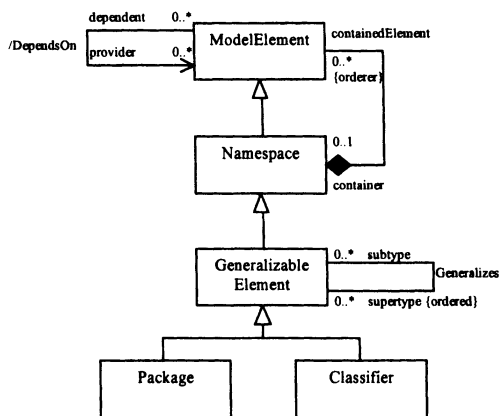 dependent 0..*
/DependsOn
provider 0..*
ModelElement
containedElement
0..*
{orderer}
Namespace
0..1
container
Generalizable
Element
0..* subtype
Generalizes
0..* supertype {ordered}
Package
Classifier